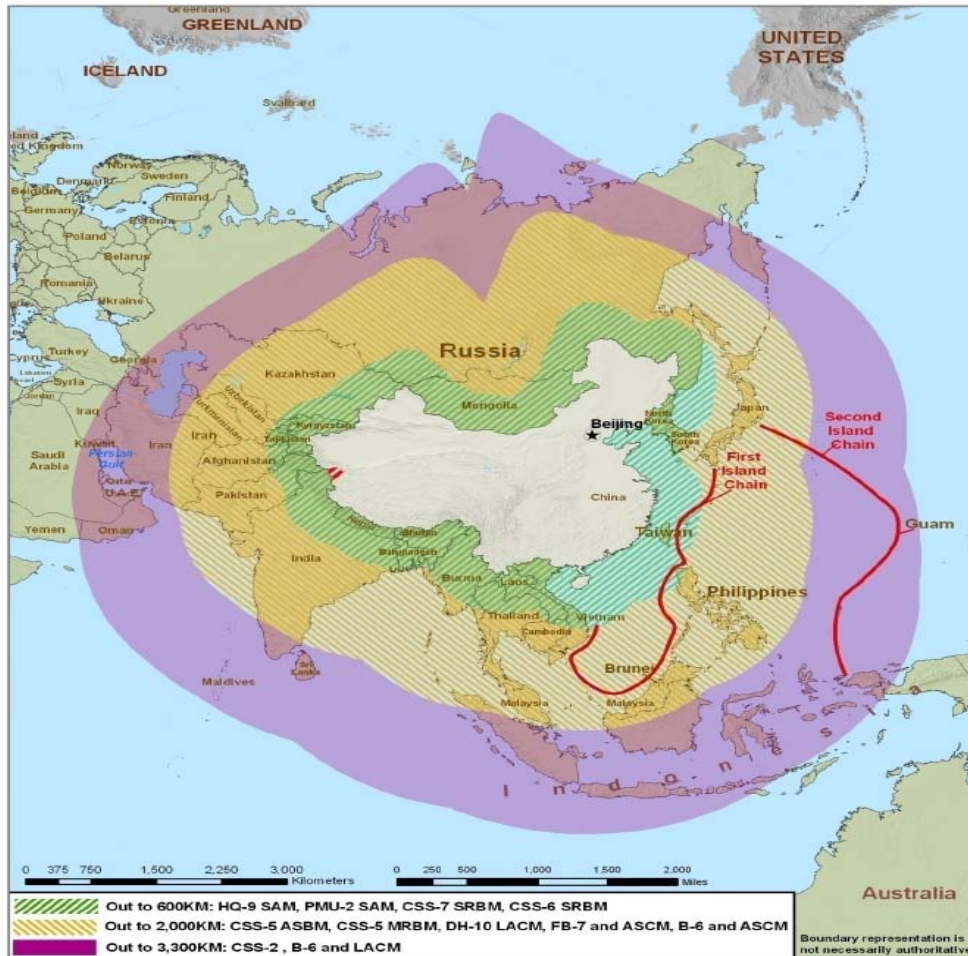 Greenland
GREENLAND
ICELAND
Svalbard
UNITED
STATES
Norway
Sweden
Finland
Denmark
Estonia
Germany
Poland
Belarus
Romania
Ukraine
Russia
Georgia
Turkey
Cyprus
Lebanon
Syria
Jordan
Iraq
Kuwait
Persian
Gulf
Saudi
Arabia
Qatar
U.A.E
Yemen
Oman
Iran
Iran
Kazakhstan
Uzbekistan
Turkmenistan
Kyrgyzstan
Tajikistan
Afghanistan
Pakistan
Mongolia
Beijing
North
Korea
South
Korea
Japan
China
Second
Island
Chain
First
Island
Chain
Guam
Taiwan
Nepal
Bhutan
Bangladesh
India
Burma
Laos
Thailand
Vietnam
Cambodia
Philippines
Sri
Lanka
Maldives
Brunei
Malaysia
Malaysia
Indonesia
Australia
0 375 750 1,500 2,250 3,000
Kilometers
0 250 500 1,000 1,500 2,000
Miles
Out to 600KM: HQ-9 SAM, PMU-2 SAM, CSS-7 SRBM, CSS-6 SRBM
Out to 2,000KM: CSS-5 ASBM, CSS-5 MRBM, DH-10 LACM, FB-7 and ASCM, B-6 and ASCM
Out to 3,300KM: CSS-2 , B-6 and LACM
Boundary representation is
not necessarily authoritative